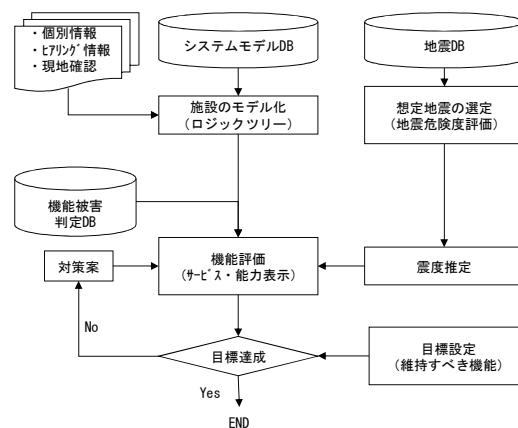 ・個別情報
・ﾋｱﾘﾝｸﾞ情報
・現地確認
システムモデルDB
地震DB
施設のモデル化
(ロジックツリー)
想定地震の選定
(地震危険度評価)
機能被害
判定DB
対策案
機能評価
(ｻｰﾋﾞｽ・能力表示)
震度推定
No
目標達成
目標設定
(維持すべき機能)
Yes
END